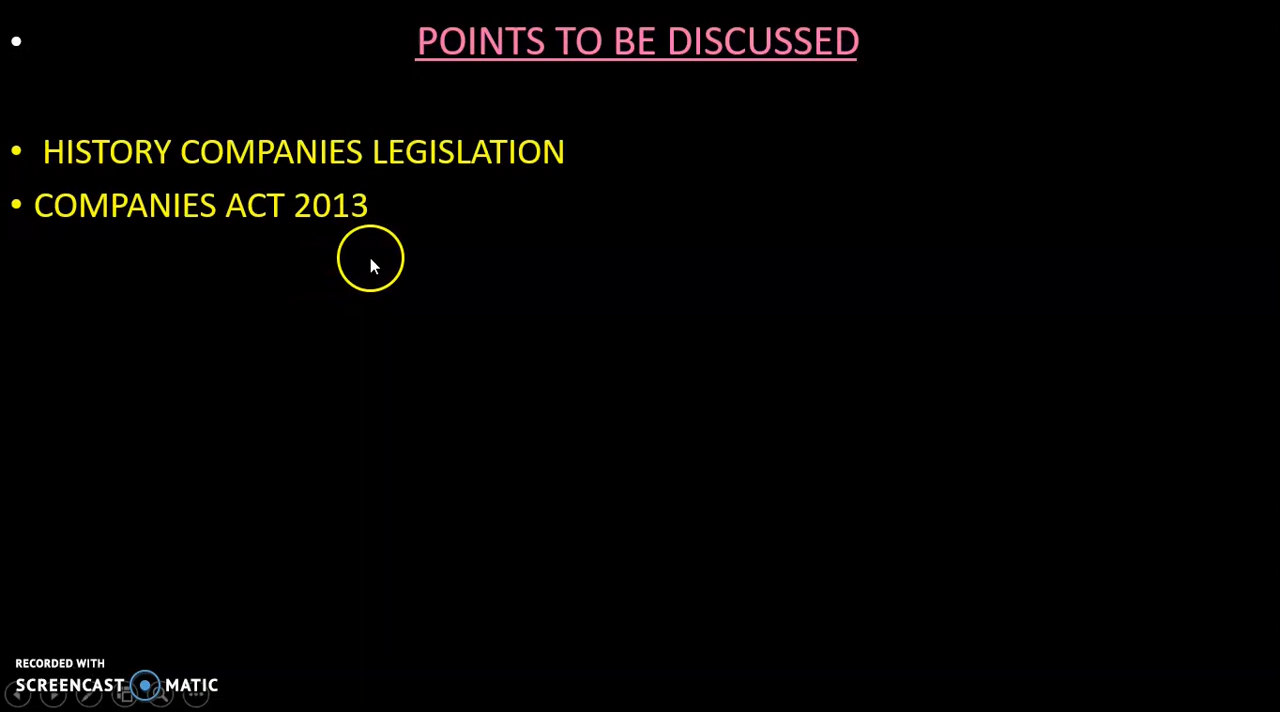 • POINTS TO BE DISCUSSED
• HISTORY COMPANIES LEGISLATION
• COMPANIES ACT 2013
RECORDED WITH
SCREENCAST MATIC